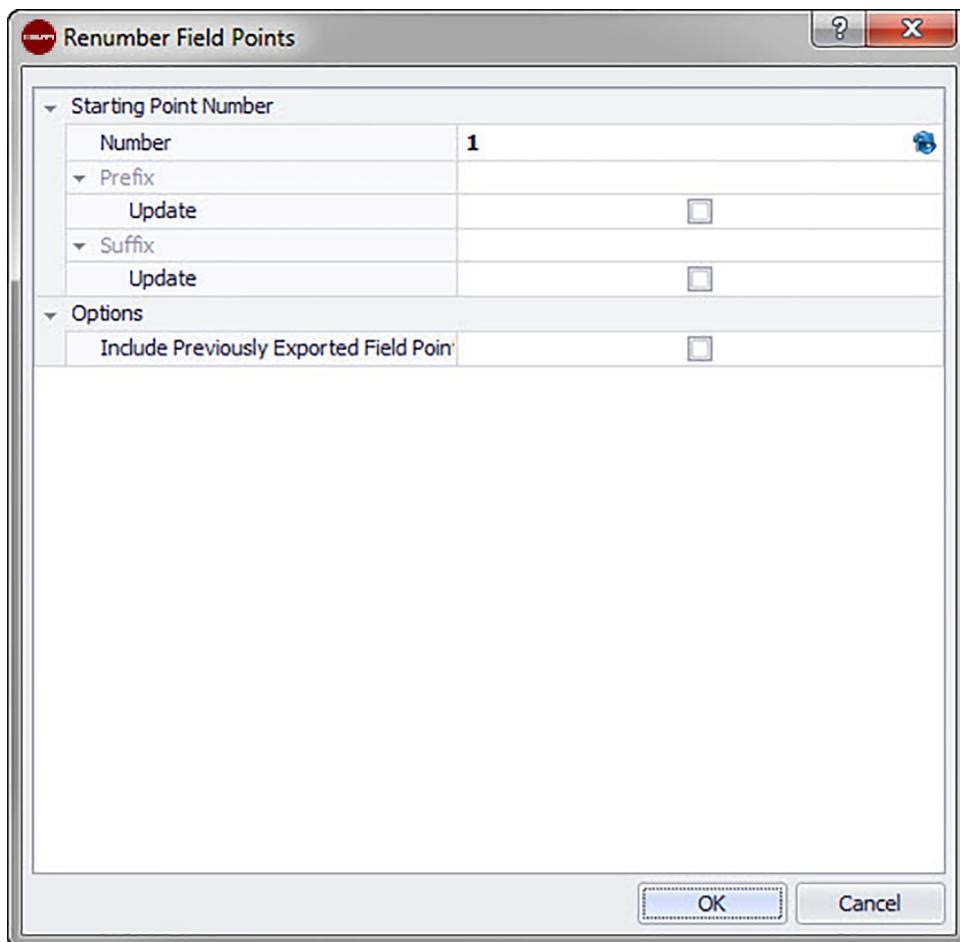 Renumber Field Points
?
Starting Point Number
Number 1
Prefix
Update
Suffix
Update
Options
Include Previously Exported Field Poin
OK Cancel